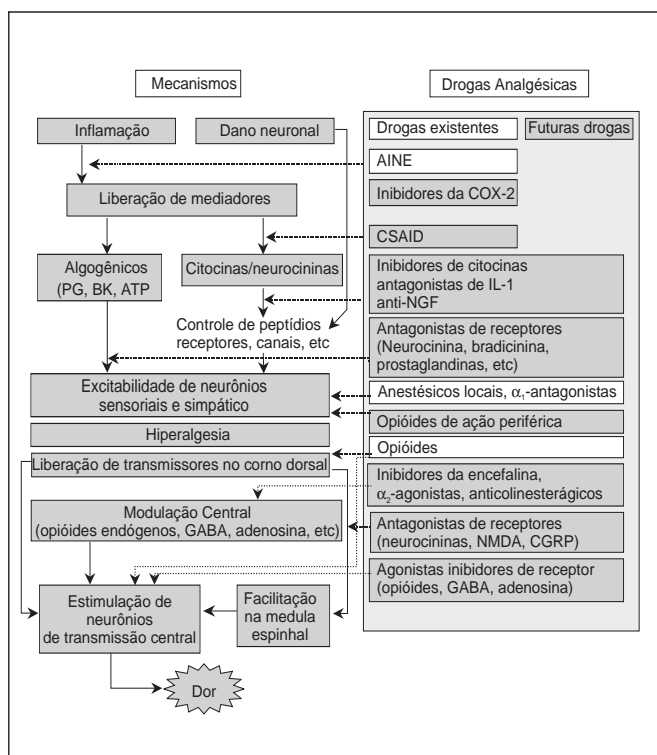 Mecanismos
Inflamação
Dano neuronal
Liberação de mediadores
Algogênicos
(PG, BK, ATP
Citocinas/neurocininas
Controle de peptídios
receptores, canais, etc
Excitabilidade de neurônios
sensoriais e simpático
Hiperalgesia
Liberação de transmissores no corno dorsal
Modulação Central
(opióides endógenos, GABA, adenosina, etc)
Estimulação de
neurônios
de transmissão central
Facilitação
na medula
espinhal
Dor
Drogas Analgésicas
Drogas existentes
Futuras drogas
AINE
Inibidores da COX-2
CSAID
Inibidores de citocinas
antagonistas de IL-1
anti-NGF
Antagonistas de receptores
(Neurocinina, bradicinina,
prostaglandinas, etc)
Anestésicos locais, α₁-antagonistas
Opióides de ação periférica
Opióides
Inibidores da encefalina,
α₂-agonistas, anticolinesterágicos
Antagonistas de receptores
(neurocininas, NMDA, CGRP)
Agonistas inibidores de receptor
(opióides, GABA, adenosina)